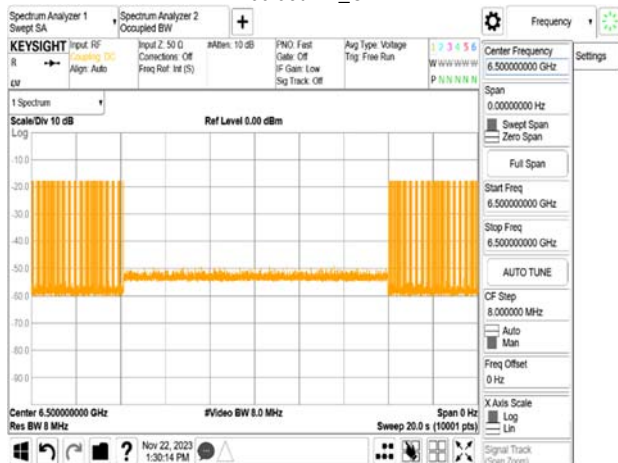 Spectrum Analyzer 1
Swept SA
Spectrum Analyzer 2
Occupied BW
+
Frequency
KEYSIGHT
R
Input: RF
Coupling: DC
Align: Auto
Input Z: 50 Ω
Corrections: Off
Freq Ref: Int (S)
#Atten: 10 dB
PNO: Fast
Gate: Off
IF Gain: Low
Sig Track: Off
Avg Type: Voltage
Trig: Free Run
1 2 3 4 5 6
W W W W W W
P N N N N N
Center Frequency
6.500000000 GHz
Settings
Span
0.00000000 Hz
Swept Span
Zero Span
Full Span
Start Freq
6.500000000 GHz
Stop Freq
6.500000000 GHz
AUTO TUNE
CF Step
8.000000 MHz
Auto
Man
Freq Offset
0 Hz
X Axis Scale
Log
Lin
Signal Track
(Span Zoom)
1 Spectrum
Scale/Div 10 dB
Ref Level 0.00 dBm
Log
-10.0
-20.0
-30.0
-40.0
-50.0
-60.0
-70.0
-80.0
-90.0
Center 6.500000000 GHz
#Video BW 8.0 MHz
Span 0 Hz
Res BW 8 MHz
Sweep 20.0 s (10001 pts)
?
Nov 22, 2023
1:30:14 PM